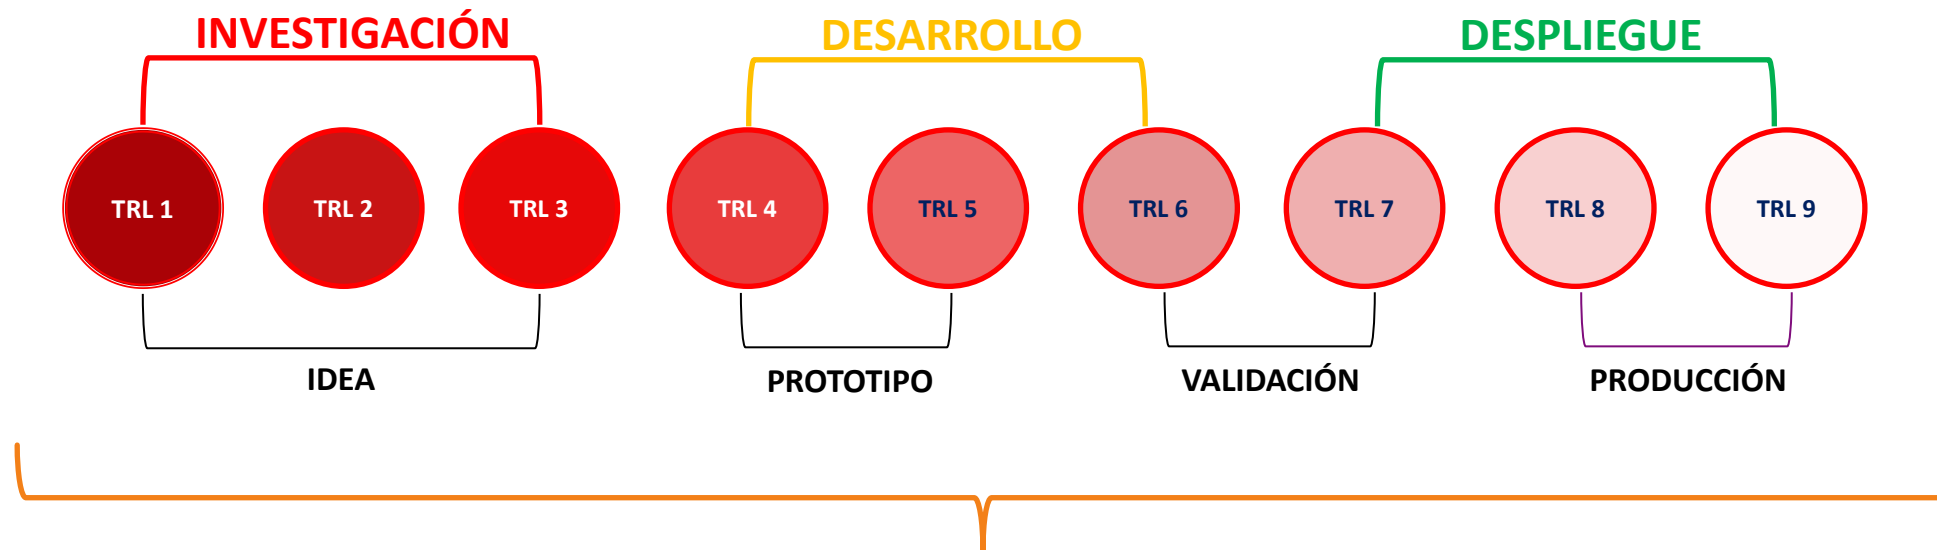 INVESTIGACIÓN DESARROLLO DESPLIEGUE
TRL 1 TRL 2 TRL 3 TRL 4 TRL 5 TRL 6 TRL 7 TRL 8 TRL 9
IDEA PROTOTIPO VALIDACIÓN PRODUCCIÓN